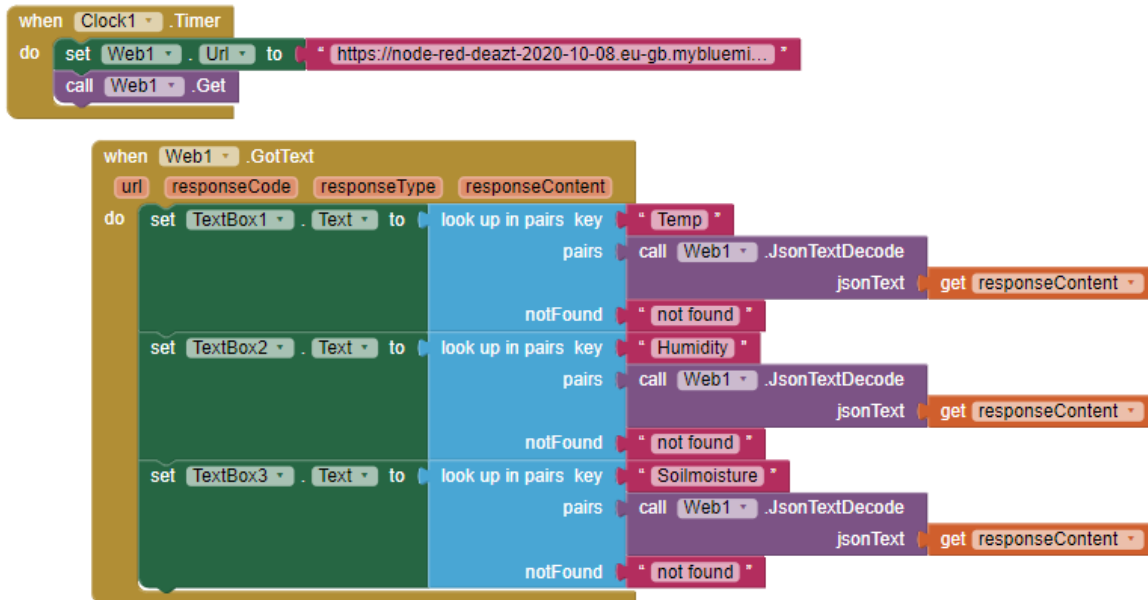 when Clock1 .Timer
do set Web1 . Url to " https://node-red-deazt-2020-10-08.eu-gb.mybluemi... "
call Web1 .Get
when Web1 .GotText
url responseCode responseType responseContent
do set TextBox1 . Text to look up in pairs key " Temp "
pairs call Web1 .JsonTextDecode
jsonText get responseContent
notFound " not found "
set TextBox2 . Text to look up in pairs key " Humidity "
pairs call Web1 .JsonTextDecode
jsonText get responseContent
notFound " not found "
set TextBox3 . Text to look up in pairs key " Soilmoisture "
pairs call Web1 .JsonTextDecode
jsonText get responseContent
notFound " not found "